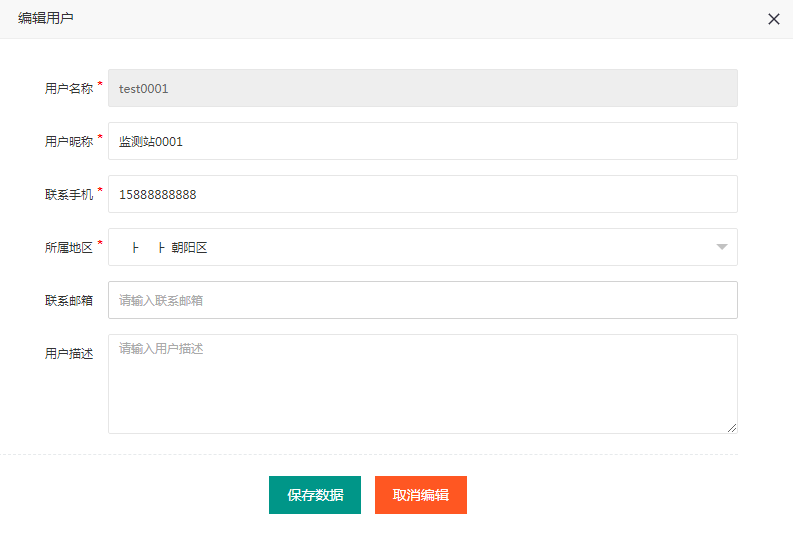 编辑用户
用户名称 * test0001
用户昵称 * 监测站0001
联系手机 * 15888888888
所属地区 * ├ ├ 朝阳区
联系邮箱 请输入联系邮箱
用户描述 请输入用户描述
保存数据 取消编辑